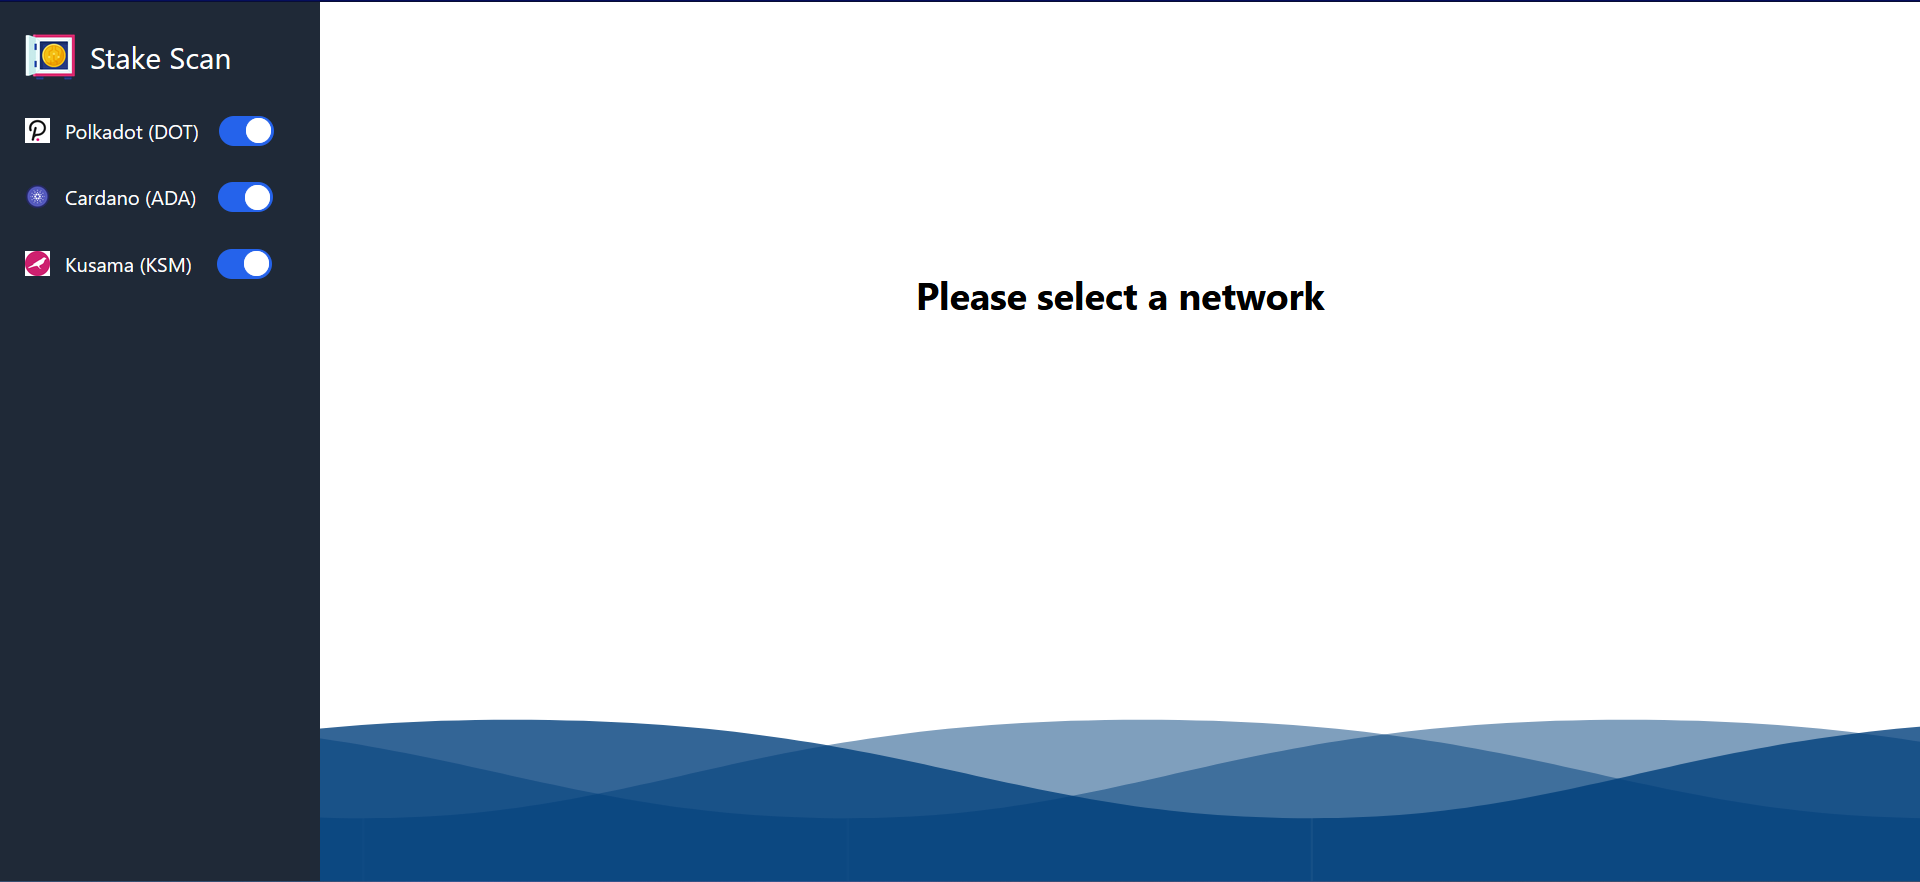 Stake Scan
Polkadot (DOT)
Cardano (ADA)
Kusama (KSM)
Please select a network